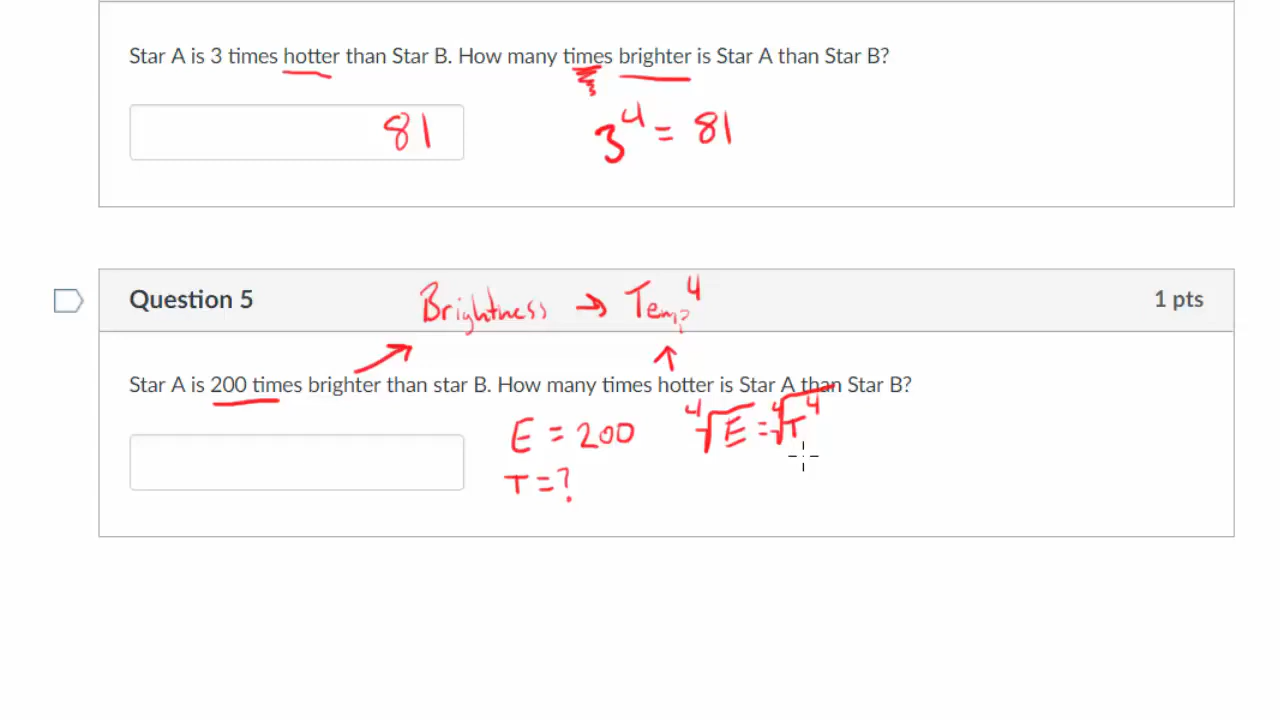 Star A is 3 times hotter than Star B. How many times brighter is Star A than Star B?
81
3⁴ = 81
Question 5
Brightness → Temp⁴
1 pts
Star A is 200 times brighter than star B. How many times hotter is Star A than Star B?
E = 200
⁴√E = ⁴√T⁴
T = ?